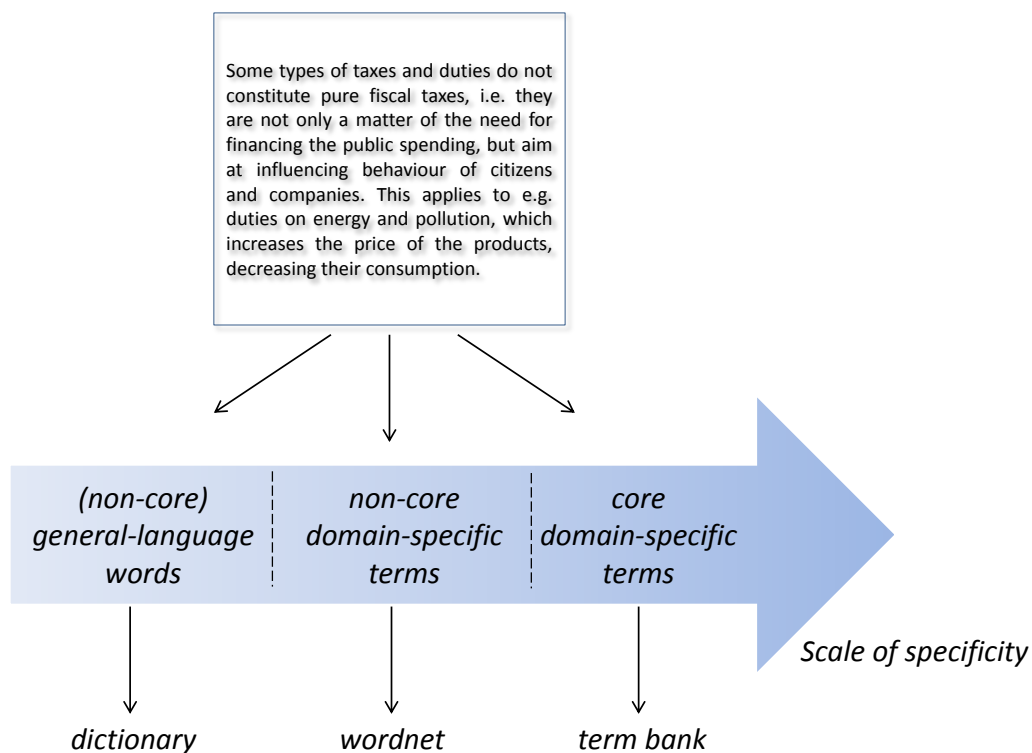 Some types of taxes and duties do not
constitute pure fiscal taxes, i.e. they
are not only a matter of the need for
financing the public spending, but aim
at influencing behaviour of citizens
and companies. This applies to e.g.
duties on energy and pollution, which
increases the price of the products,
decreasing their consumption.
(non-core)
general-language
words
non-core
domain-specific
terms
core
domain-specific
terms
Scale of specificity
dictionary
wordnet
term bank